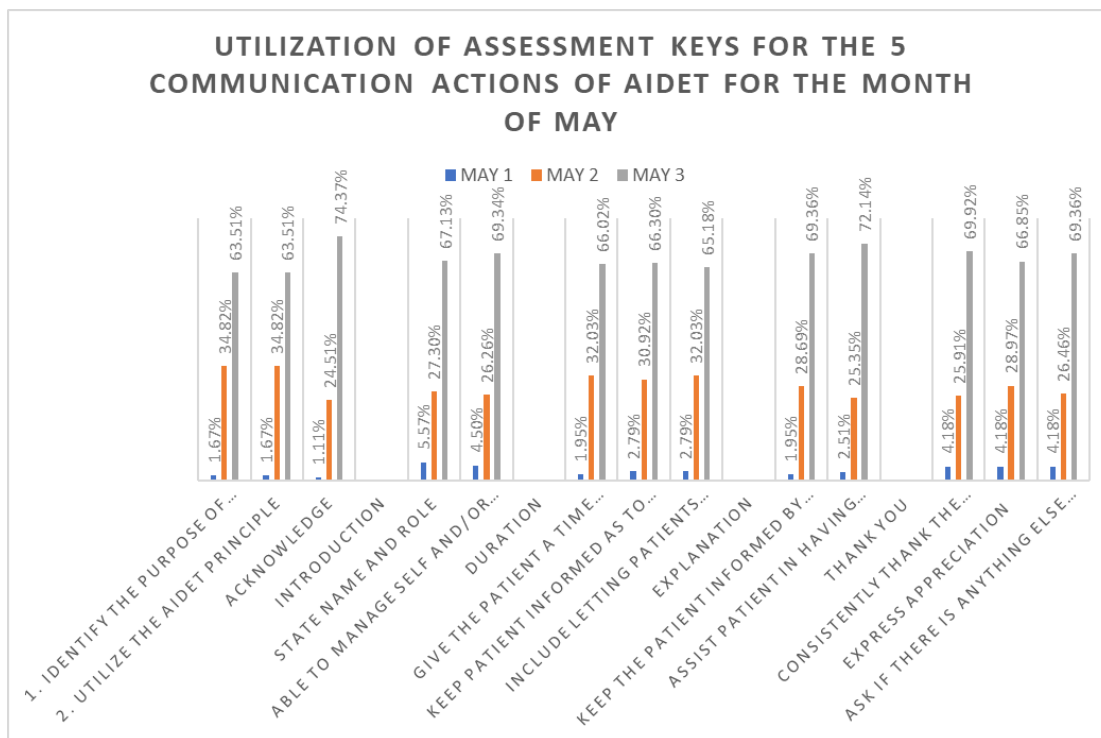 UTILIZATION OF ASSESSMENT KEYS FOR THE 5
COMMUNICATION ACTIONS OF AIDET FOR THE MONTH
OF MAY
MAY 1 MAY 2 MAY 3
1.67% 34.82% 63.51%
1.67% 34.82% 63.51%
1.11% 24.51% 74.37%
5.57% 27.30% 67.13%
4.50% 26.26% 69.34%
1.95% 32.03% 66.02%
2.79% 30.92% 66.30%
2.79% 32.03% 65.18%
1.95% 28.69% 69.36%
2.51% 25.35% 72.14%
4.18% 25.91% 69.92%
4.18% 28.97% 66.85%
4.18% 26.46% 69.36%
1. IDENTIFY THE PURPOSE OF…
2. UTILIZE THE AIDET PRINCIPLE
ACKNOWLEDGE
INTRODUCTION
STATE NAME AND ROLE
ABLE TO MANAGE SELF AND/OR…
DURATION
GIVE THE PATIENT A TIME…
KEEP PATIENT INFORMED AS TO…
INCLUDE LETTING PATIENTS…
EXPLANATION
KEEP THE PATIENT INFORMED BY…
ASSIST PATIENT IN HAVING…
THANK YOU
CONSISTENTLY THANK THE…
EXPRESS APPRECIATION
ASK IF THERE IS ANYTHING ELSE…